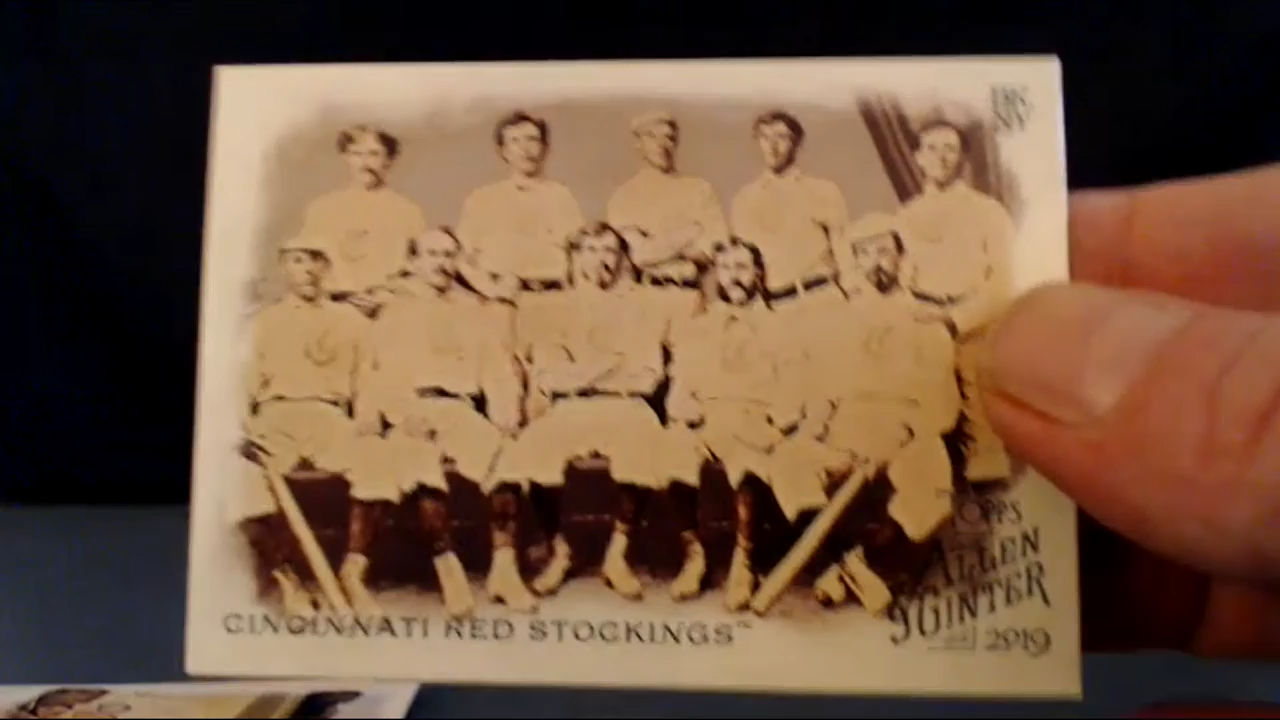 CINCINNATI RED STOCKINGS™
TOPPS
ALLEN
& GINTER
2019